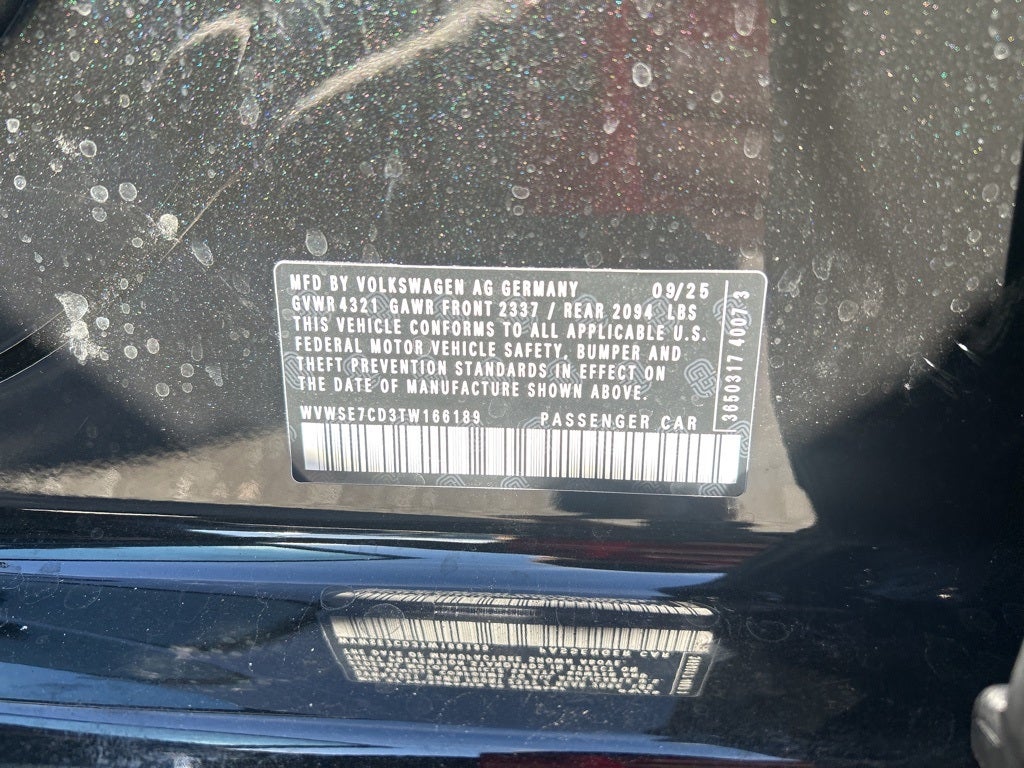 MFD BY VOLKSWAGEN AG GERMANY 09/25
GVWR 4321 GAWR FRONT 2337 / REAR 2094 LBS
THIS VEHICLE CONFORMS TO ALL APPLICABLE U.S.
FEDERAL MOTOR VEHICLE SAFETY, BUMPER AND
THEFT PREVENTION STANDARDS IN EFFECT ON
THE DATE OF MANUFACTURE SHOWN ABOVE.
WVWSE7CD3TW166189 PASSENGER CAR
3650317 40073